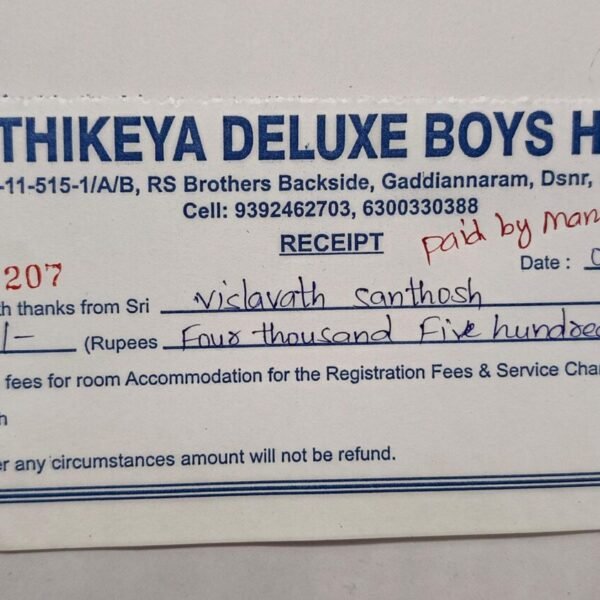 THIKEYA DELUXE BOYS H
-11-515-1/A/B, RS Brothers Backside, Gaddiannaram, Dsnr,
Cell: 9392462703, 6300330388
RECEIPT
paid by Man
207
Date :
th thanks from Sri vislavath santhosh
/- (Rupees Four thousand Five hundred
fees for room Accommodation for the Registration Fees & Service Char
h
r any circumstances amount will not be refund.